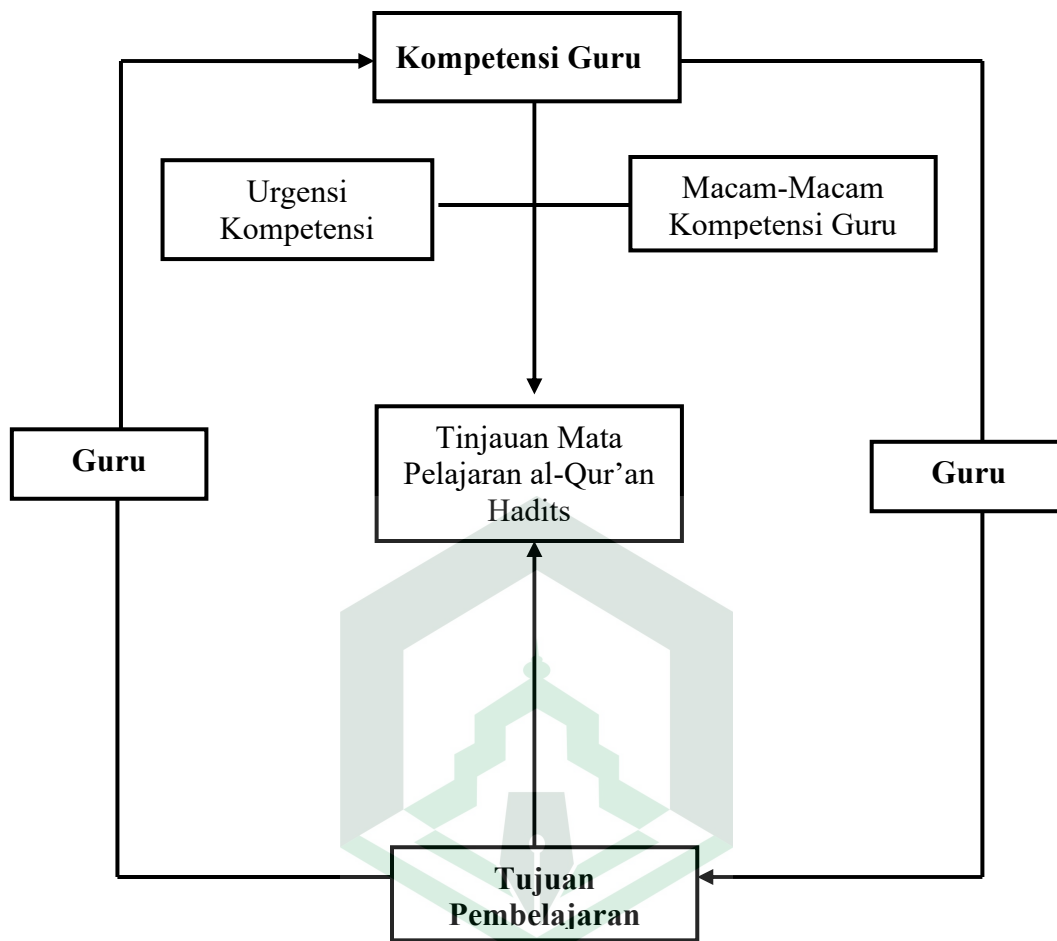 Kompetensi Guru
Urgensi
Kompetensi
Macam-Macam
Kompetensi Guru
Guru
Tinjauan Mata
Pelajaran al-Qur’an
Hadits
Guru
Tujuan
Pembelajaran